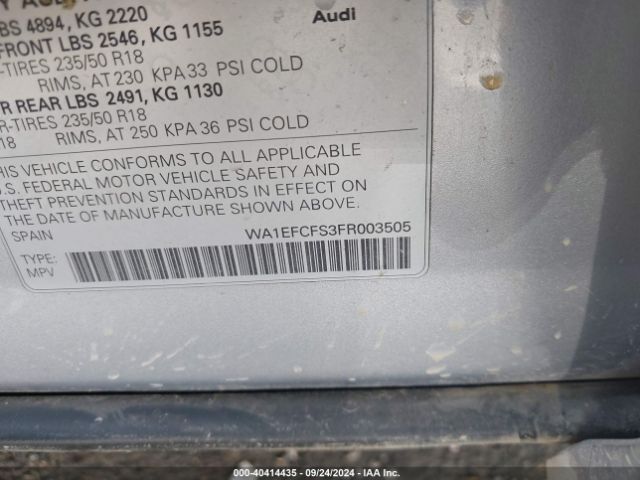 LBS 4894, KG 2220
Audi
FRONT LBS 2546, KG 1155
-TIRES 235/50 R18
RIMS, AT 230 KPA 33 PSI COLD
R REAR LBS 2491, KG 1130
R-TIRES 235/50 R18
18 RIMS, AT 250 KPA 36 PSI COLD
THIS VEHICLE CONFORMS TO ALL APPLICABLE
U.S. FEDERAL MOTOR VEHICLE SAFETY AND
THEFT PREVENTION STANDARDS IN EFFECT ON
THE DATE OF MANUFACTURE SHOWN ABOVE.
SPAIN
WA1EFCFS3FR003505
TYPE:
MPV
000-40414435 - 09/24/2024 - IAA Inc.